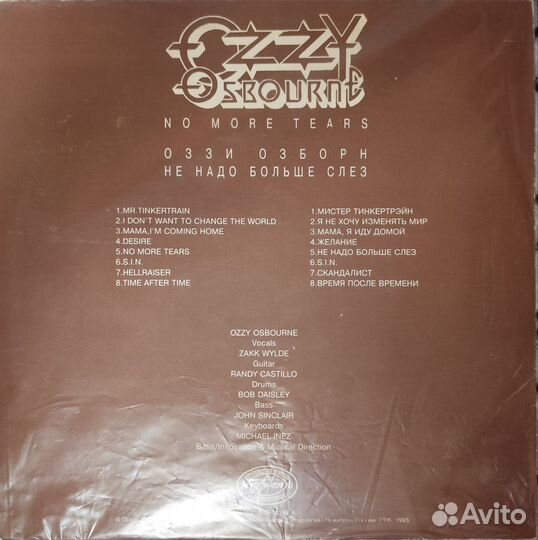 OZZY
OSBOURNE
NO MORE TEARS
ОЗЗИ ОЗБОРН
НЕ НАДО БОЛЬШЕ СЛЕЗ
1.MR.TINKERTRAIN
2.I DON'T WANT TO CHANGE THE WORLD
3.MAMA,I'M COMING HOME
4.DESIRE
5.NO MORE TEARS
6.S.I.N.
7.HELLRAISER
8.TIME AFTER TIME
1.МИСТЕР ТИНКЕРТРЭЙН
2.Я НЕ ХОЧУ ИЗМЕНЯТЬ МИР
3.МАМА, Я ИДУ ДОМОЙ
4.ЖЕЛАНИЕ
5.НЕ НАДО БОЛЬШЕ СЛЕЗ
6.S.I.N.
7.СКАНДАЛИСТ
8.ВРЕМЯ ПОСЛЕ ВРЕМЕНИ
OZZY OSBOURNE
Vocals
ZAKK WYLDE
Guitar
RANDY CASTILLO
Drums
BOB DAISLEY
Bass
JOHN SINCLAIR
Keyboards
MICHAEL INEZ
Bass/Inspiration & Musical Direction
России, СПб, 1993
Avito